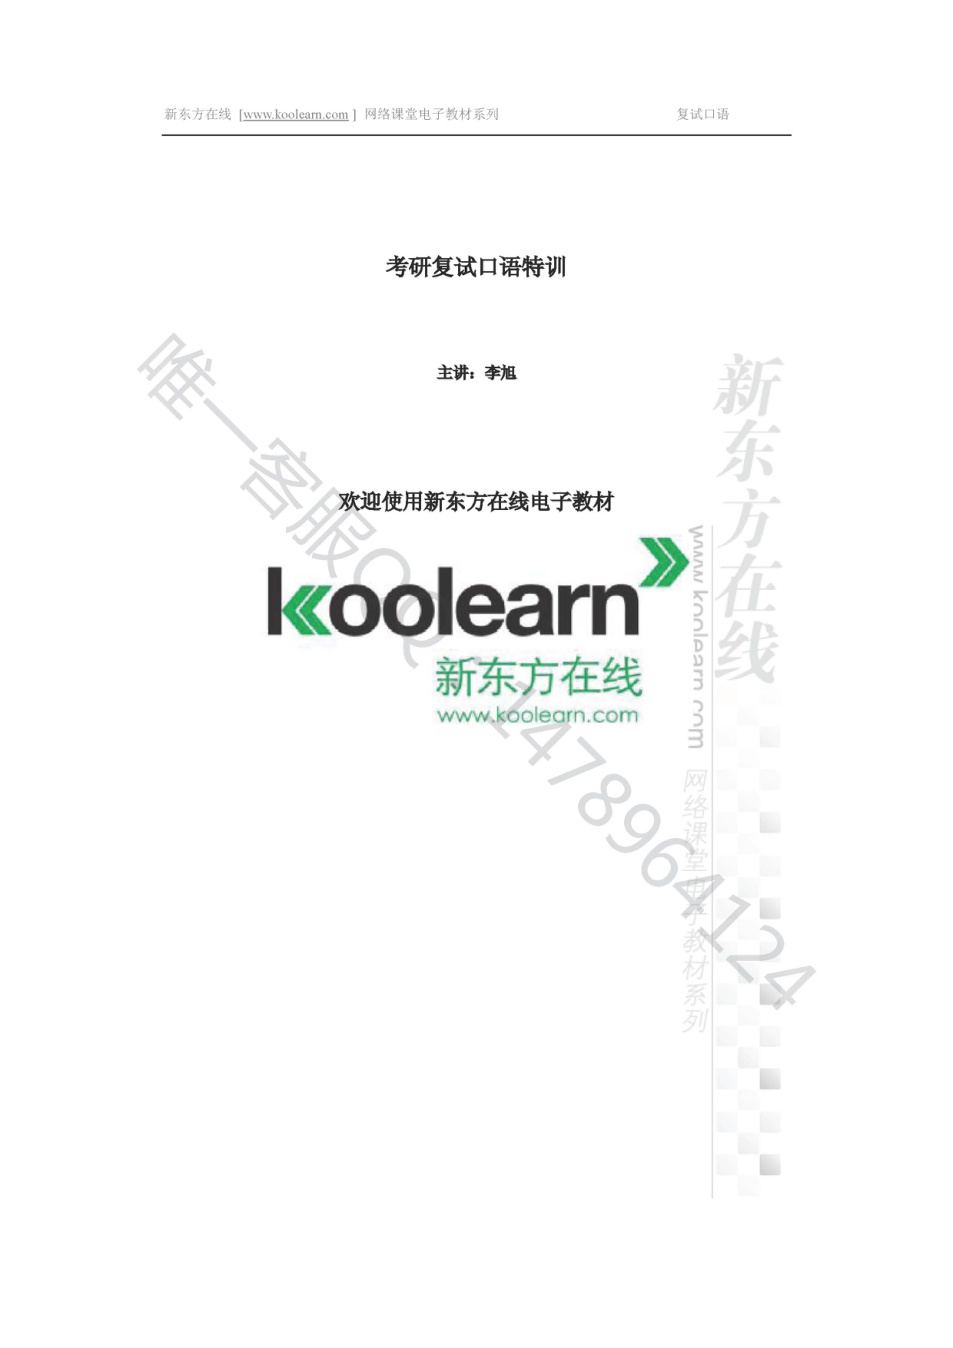 新东方在线 [www.koolearn.com ] 网络课堂电子教材系列 复试口语
考研复试口语特训
主讲：李旭
欢迎使用新东方在线电子教材
koolearn
新东方在线
www.koolearn.com
新东方在线
www.koolearn.com 网络课堂电子教材系列
唯一客服QQ：1478964124